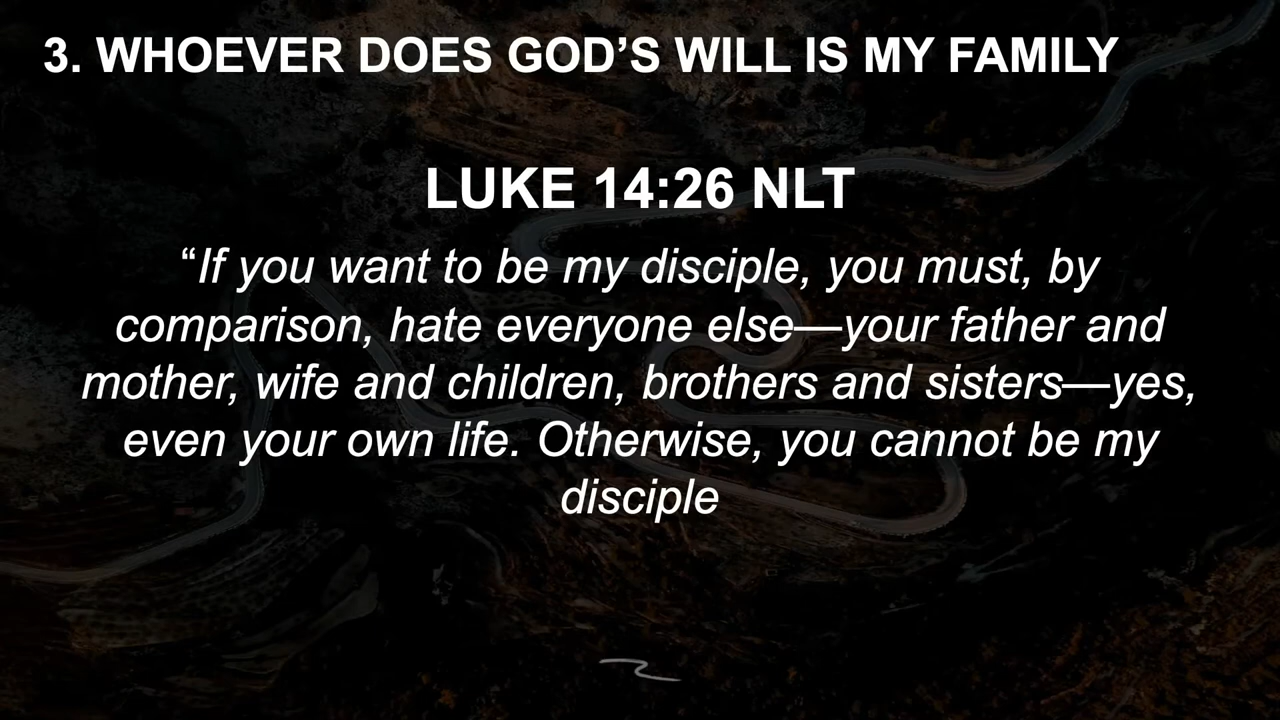 3. WHOEVER DOES GOD’S WILL IS MY FAMILY
LUKE 14:26 NLT
“If you want to be my disciple, you must, by
comparison, hate everyone else—your father and
mother, wife and children, brothers and sisters—yes,
even your own life. Otherwise, you cannot be my
disciple